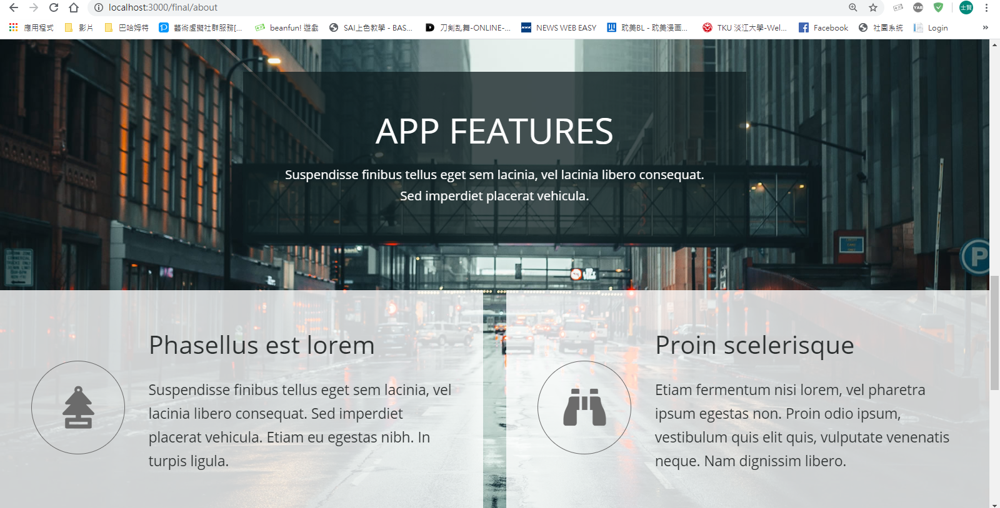 localhost:3000/final/about
士賢
應用程式
影片
巴哈姆特
藝術虛擬社群服務[...
beanfun! 遊戲
SAI上色教學 - BAS...
刀剣乱舞-ONLINE-...
NHK
NEWS WEB EASY
耽美BL - 耽美漫画...
TKU 淡江大學-Wel...
Facebook
社團系統
Login
»
APP FEATURES
Suspendisse finibus tellus eget sem lacinia, vel lacinia libero consequat.
Sed imperdiet placerat vehicula.
P
Phasellus est lorem
Suspendisse finibus tellus eget sem lacinia, vel
lacinia libero consequat. Sed imperdiet
placerat vehicula. Etiam eu egestas nibh. In
turpis ligula.
Proin scelerisque
Etiam fermentum nisi lorem, vel pharetra
ipsum egestas non. Proin odio ipsum,
vestibulum quis elit quis, vulputate venenatis
neque. Nam dignissim libero.